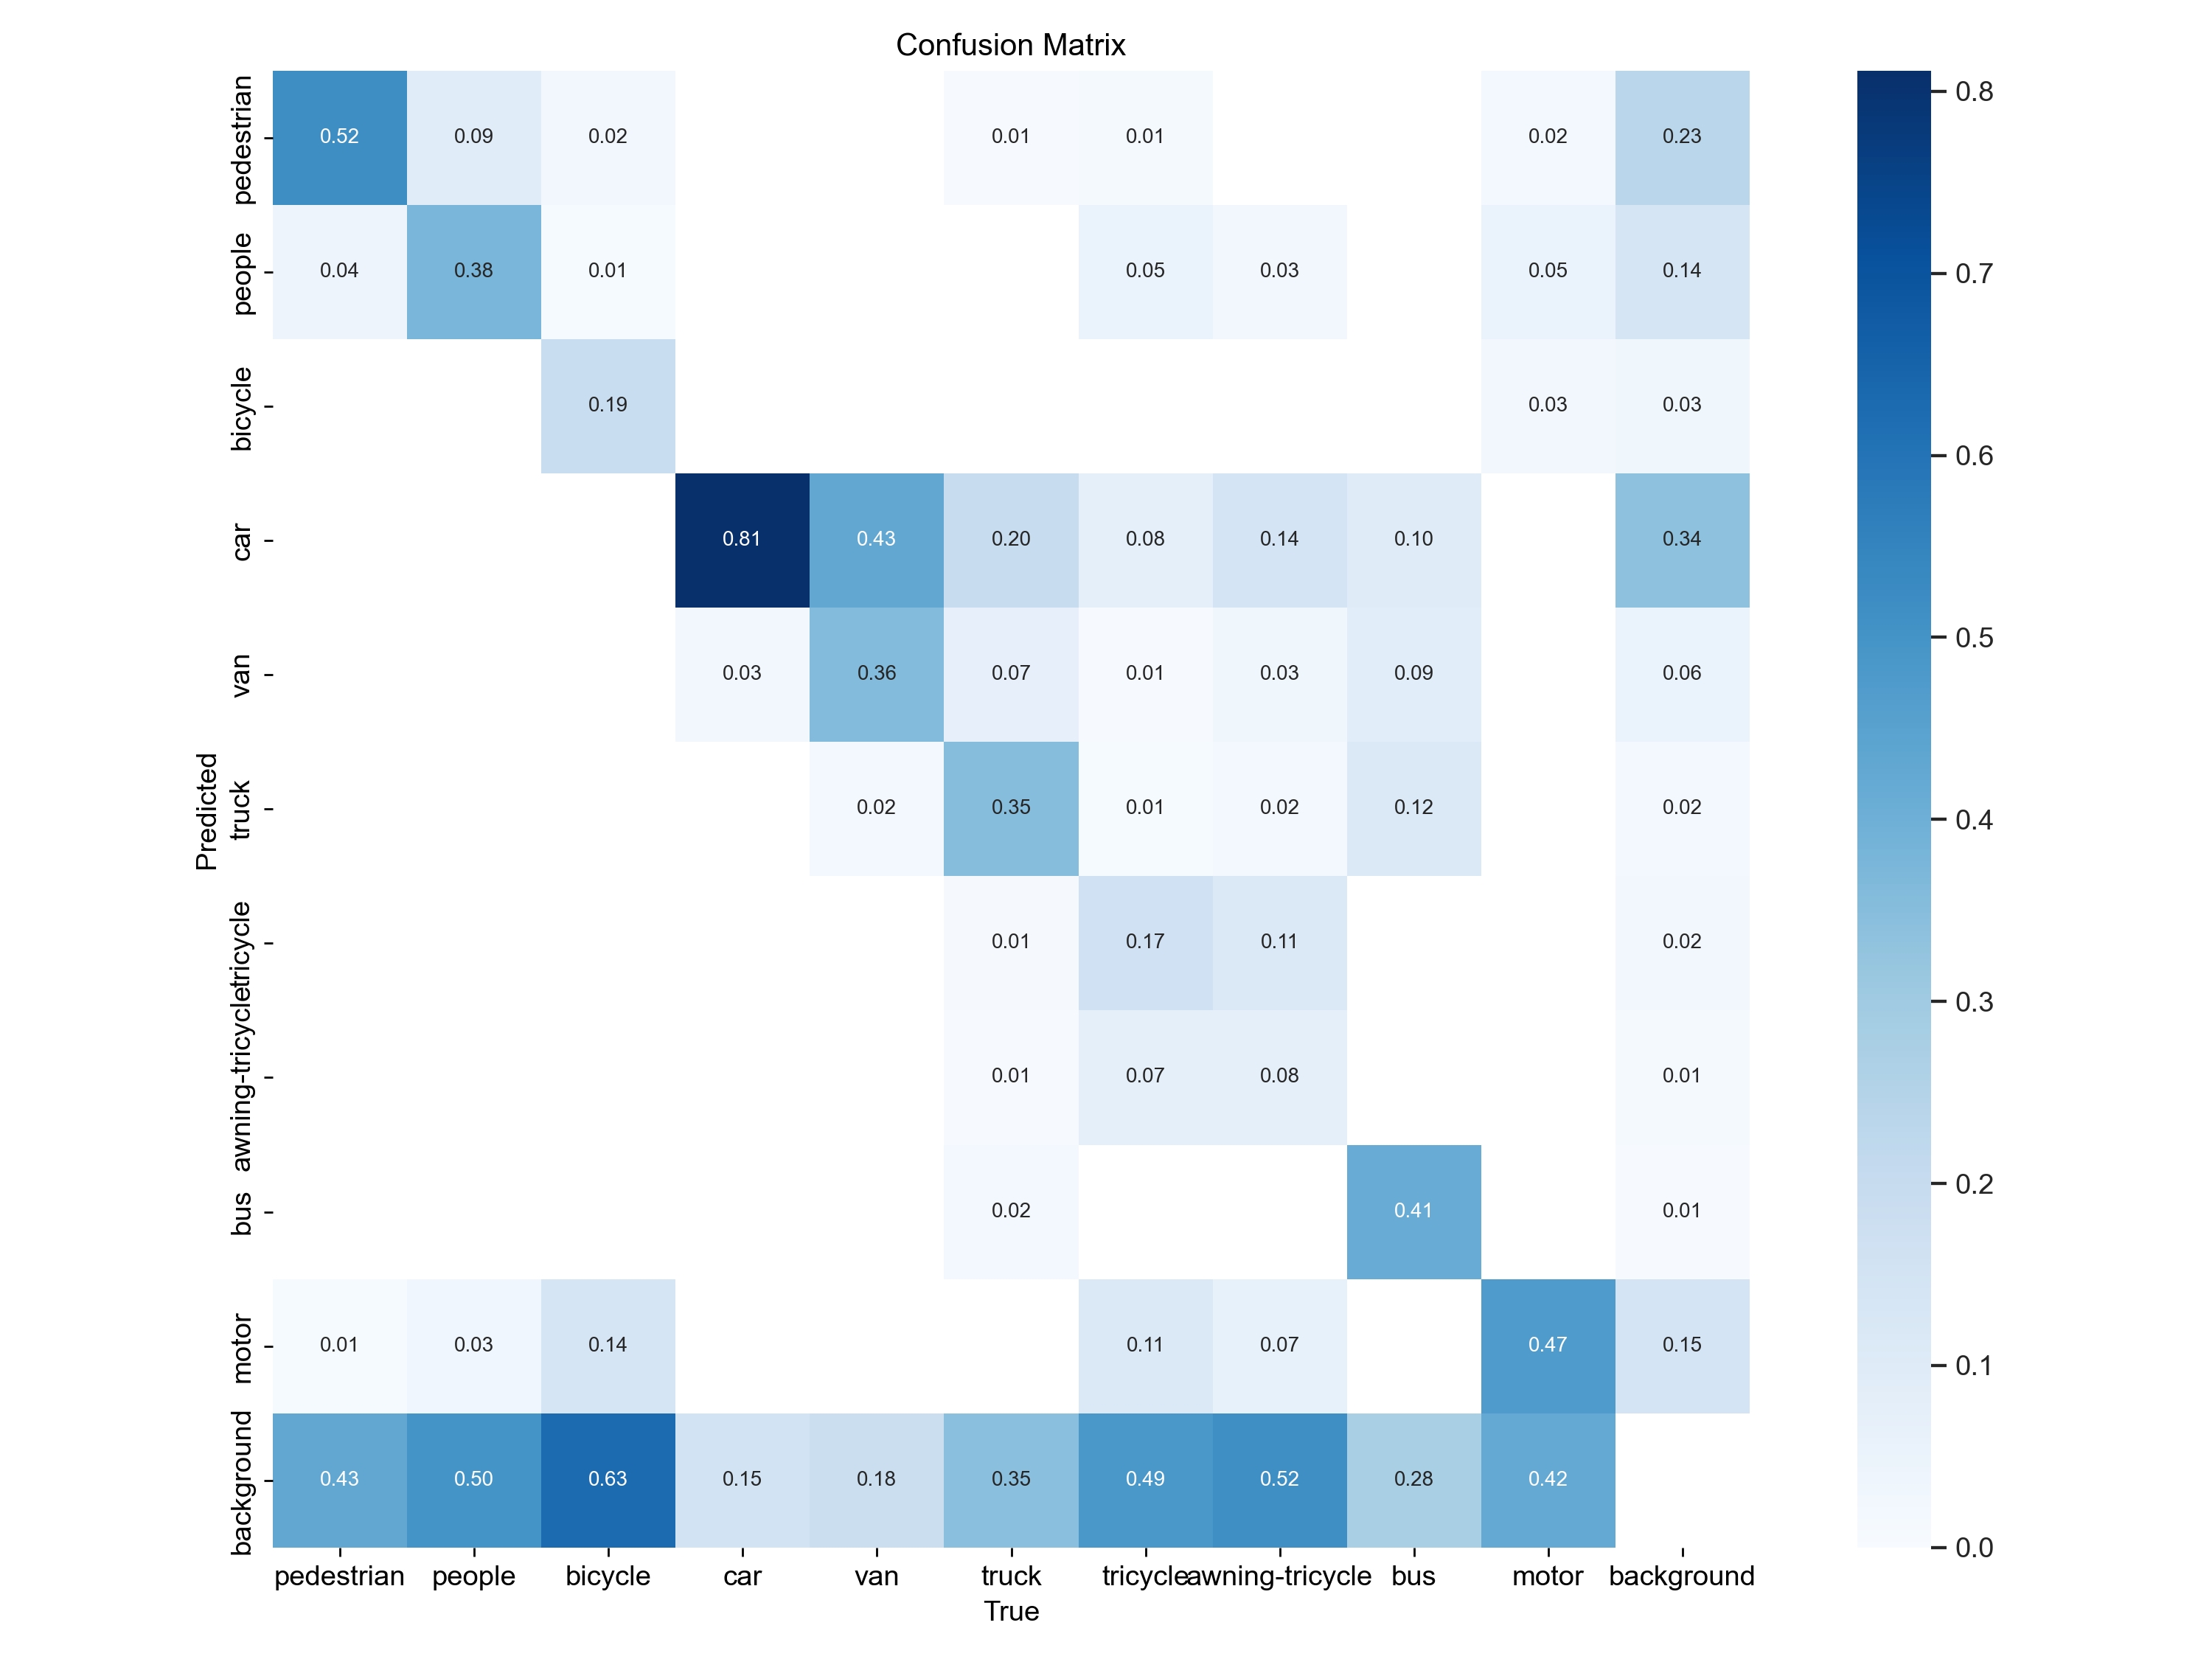 Confusion Matrix
pedestrian 0.52 0.09 0.02 0.01 0.01 0.02 0.23
people 0.04 0.38 0.01 0.05 0.03 0.05 0.14
bicycle 0.19 0.03 0.03
car 0.81 0.43 0.20 0.08 0.14 0.10 0.34
van 0.03 0.36 0.07 0.01 0.03 0.09 0.06
truck 0.02 0.35 0.01 0.02 0.12 0.02
tricycle 0.01 0.17 0.11 0.02
awning-tricycle 0.01 0.07 0.08 0.01
bus 0.02 0.41 0.01
motor 0.01 0.03 0.14 0.11 0.07 0.47 0.15
background 0.43 0.50 0.63 0.15 0.18 0.35 0.49 0.52 0.28 0.42
pedestrian people bicycle car van truck tricycle awning-tricycle bus motor background
True
Predicted
0.8
0.7
0.6
0.5
0.4
0.3
0.2
0.1
0.0